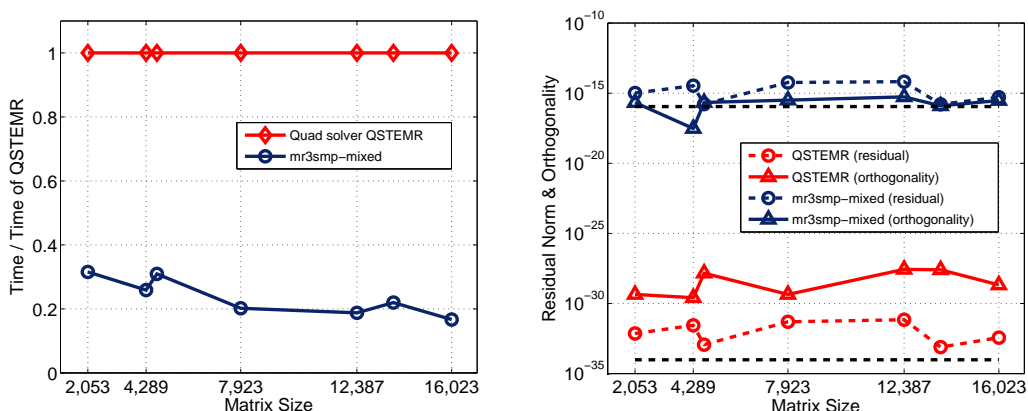 1
0.8
0.6
0.4
0.2
0
Time / Time of QSTEMR
Quad solver QSTEMR
mr3smp−mixed
2,053
4,289
7,923
12,387
16,023
Matrix Size
10−10
10−15
10−20
10−25
10−30
10−35
Residual Norm & Orthogonality
QSTEMR (residual)
QSTEMR (orthogonality)
mr3smp−mixed (residual)
mr3smp−mixed (orthogonality)
2,053
4,289
7,923
12,387
16,023
Matrix Size